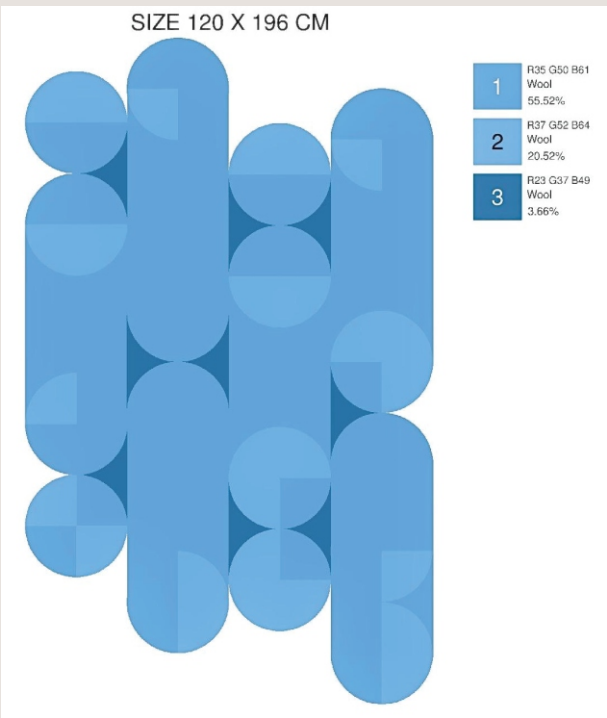 SIZE 120 X 196 CM
1
R35 G50 B61
Wool
55.52%
2
R37 G52 B64
Wool
20.52%
3
R23 G37 B49
Wool
3.66%